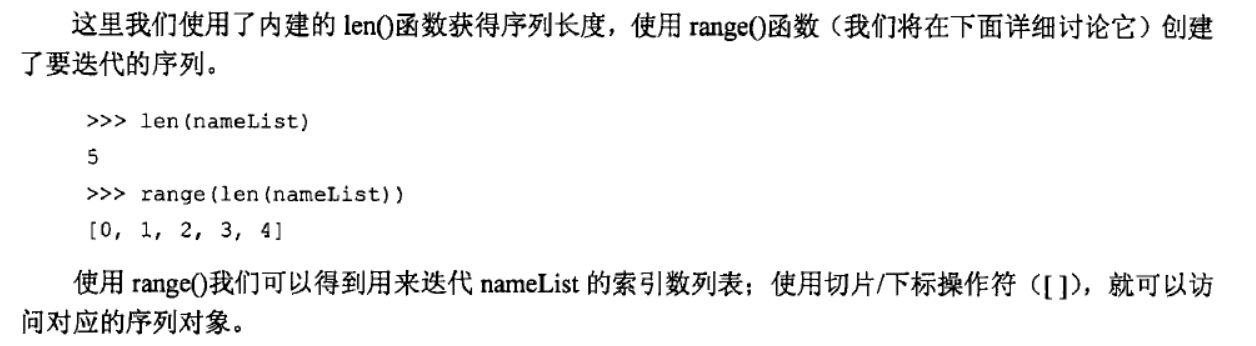 这里我们使用了内建的 len()函数获得序列长度，使用 range()函数（我们将在下面详细讨论它）创建
了要迭代的序列。
>>> len(nameList)
5
>>> range(len(nameList))
[0, 1, 2, 3, 4]
使用 range()我们可以得到用来迭代 nameList 的索引数列表；使用切片/下标操作符（[ ]），就可以访
问对应的序列对象。